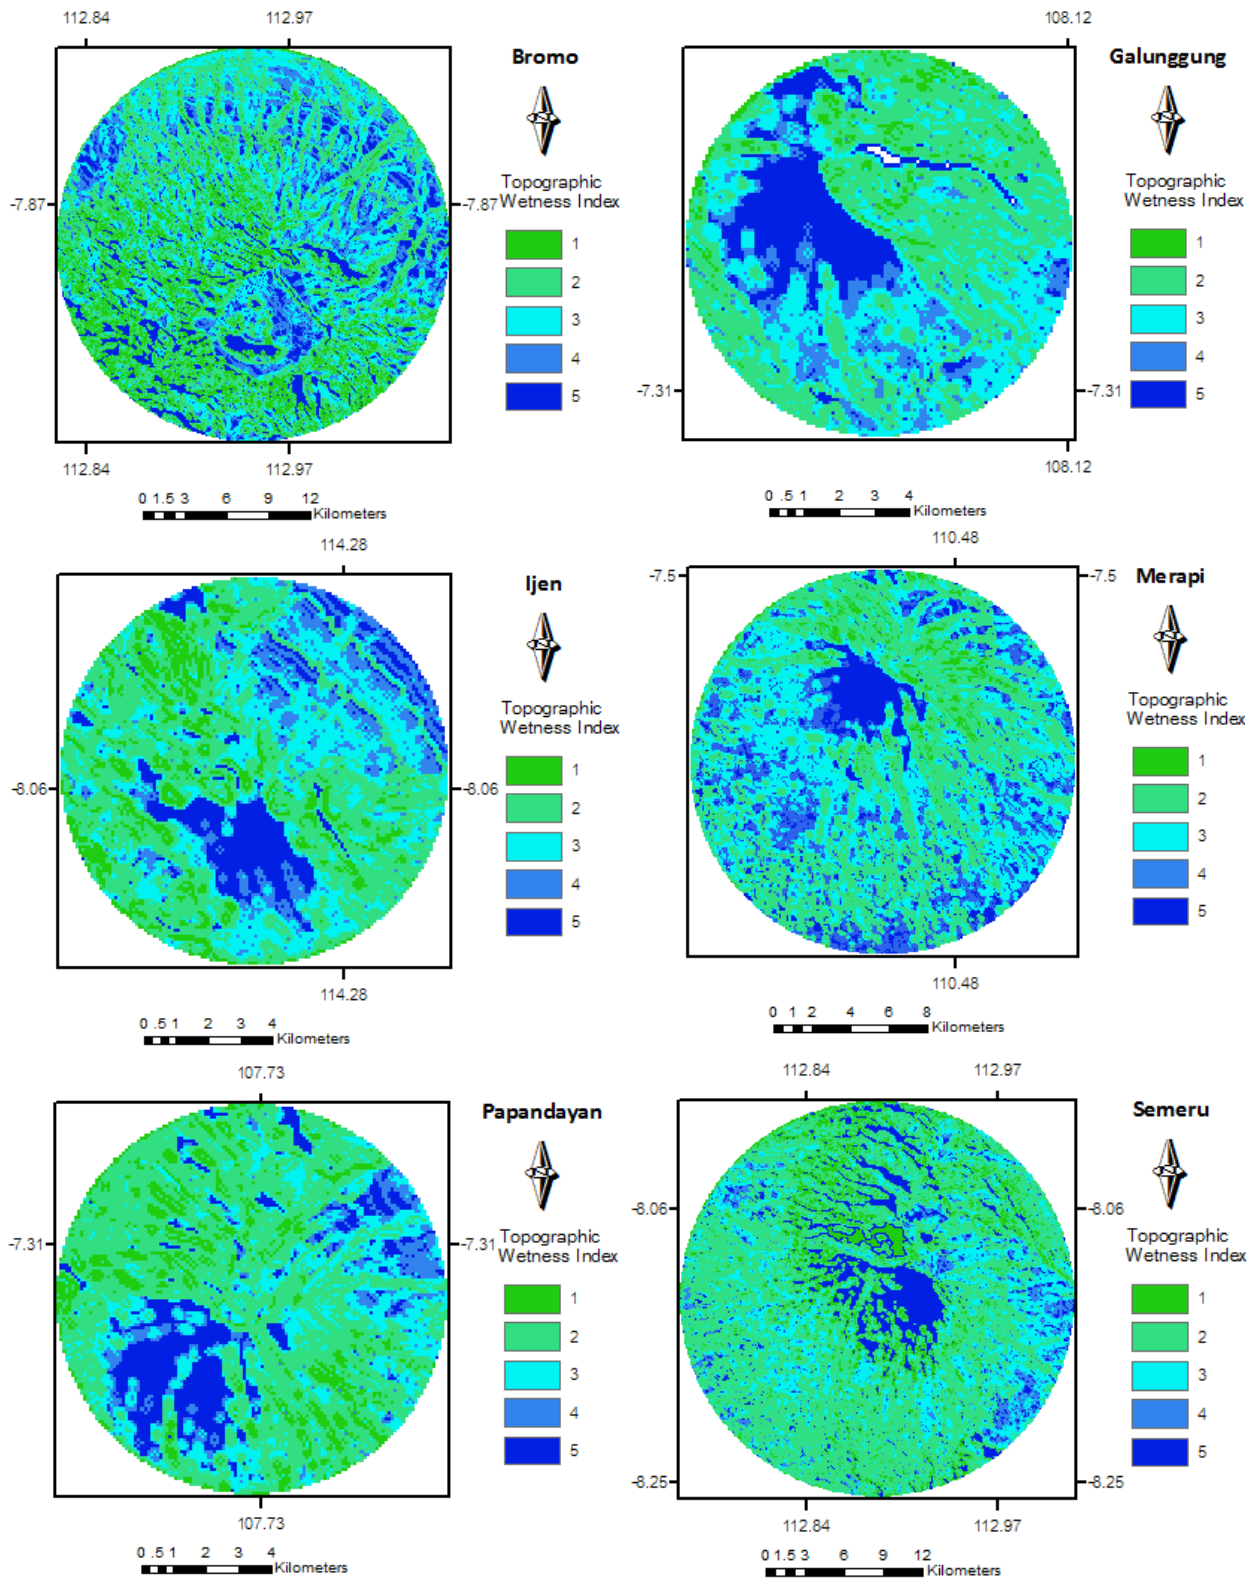 112.84 112.97
Bromo
-7.87 -7.87
Topographic
Wetness Index
1
2
3
4
5
112.84 112.97
0 1.5 3 6 9 12
Kilometers
108.12
Galunggung
Topographic
Wetness Index
1
2
3
4
5
-7.31 -7.31
108.12
0 .5 1 2 3 4
Kilometers
114.28
Ijen
Topographic
Wetness Index
-8.06 -8.06
1
2
3
4
5
114.28
0 .5 1 2 3 4
Kilometers
110.48
-7.5 -7.5
Merapi
Topographic
Wetness Index
1
2
3
4
5
110.48
0 1 2 4 6 8
Kilometers
107.73
Papandayan
-7.31 -7.31
Topographic
Wetness Index
1
2
3
4
5
107.73
0 .5 1 2 3 4
Kilometers
112.84 112.97
Semeru
-8.06 -8.06
Topographic
Wetness Index
1
2
3
4
5
-8.25 -8.25
112.84 112.97
0 1.5 3 6 9 12
Kilometers